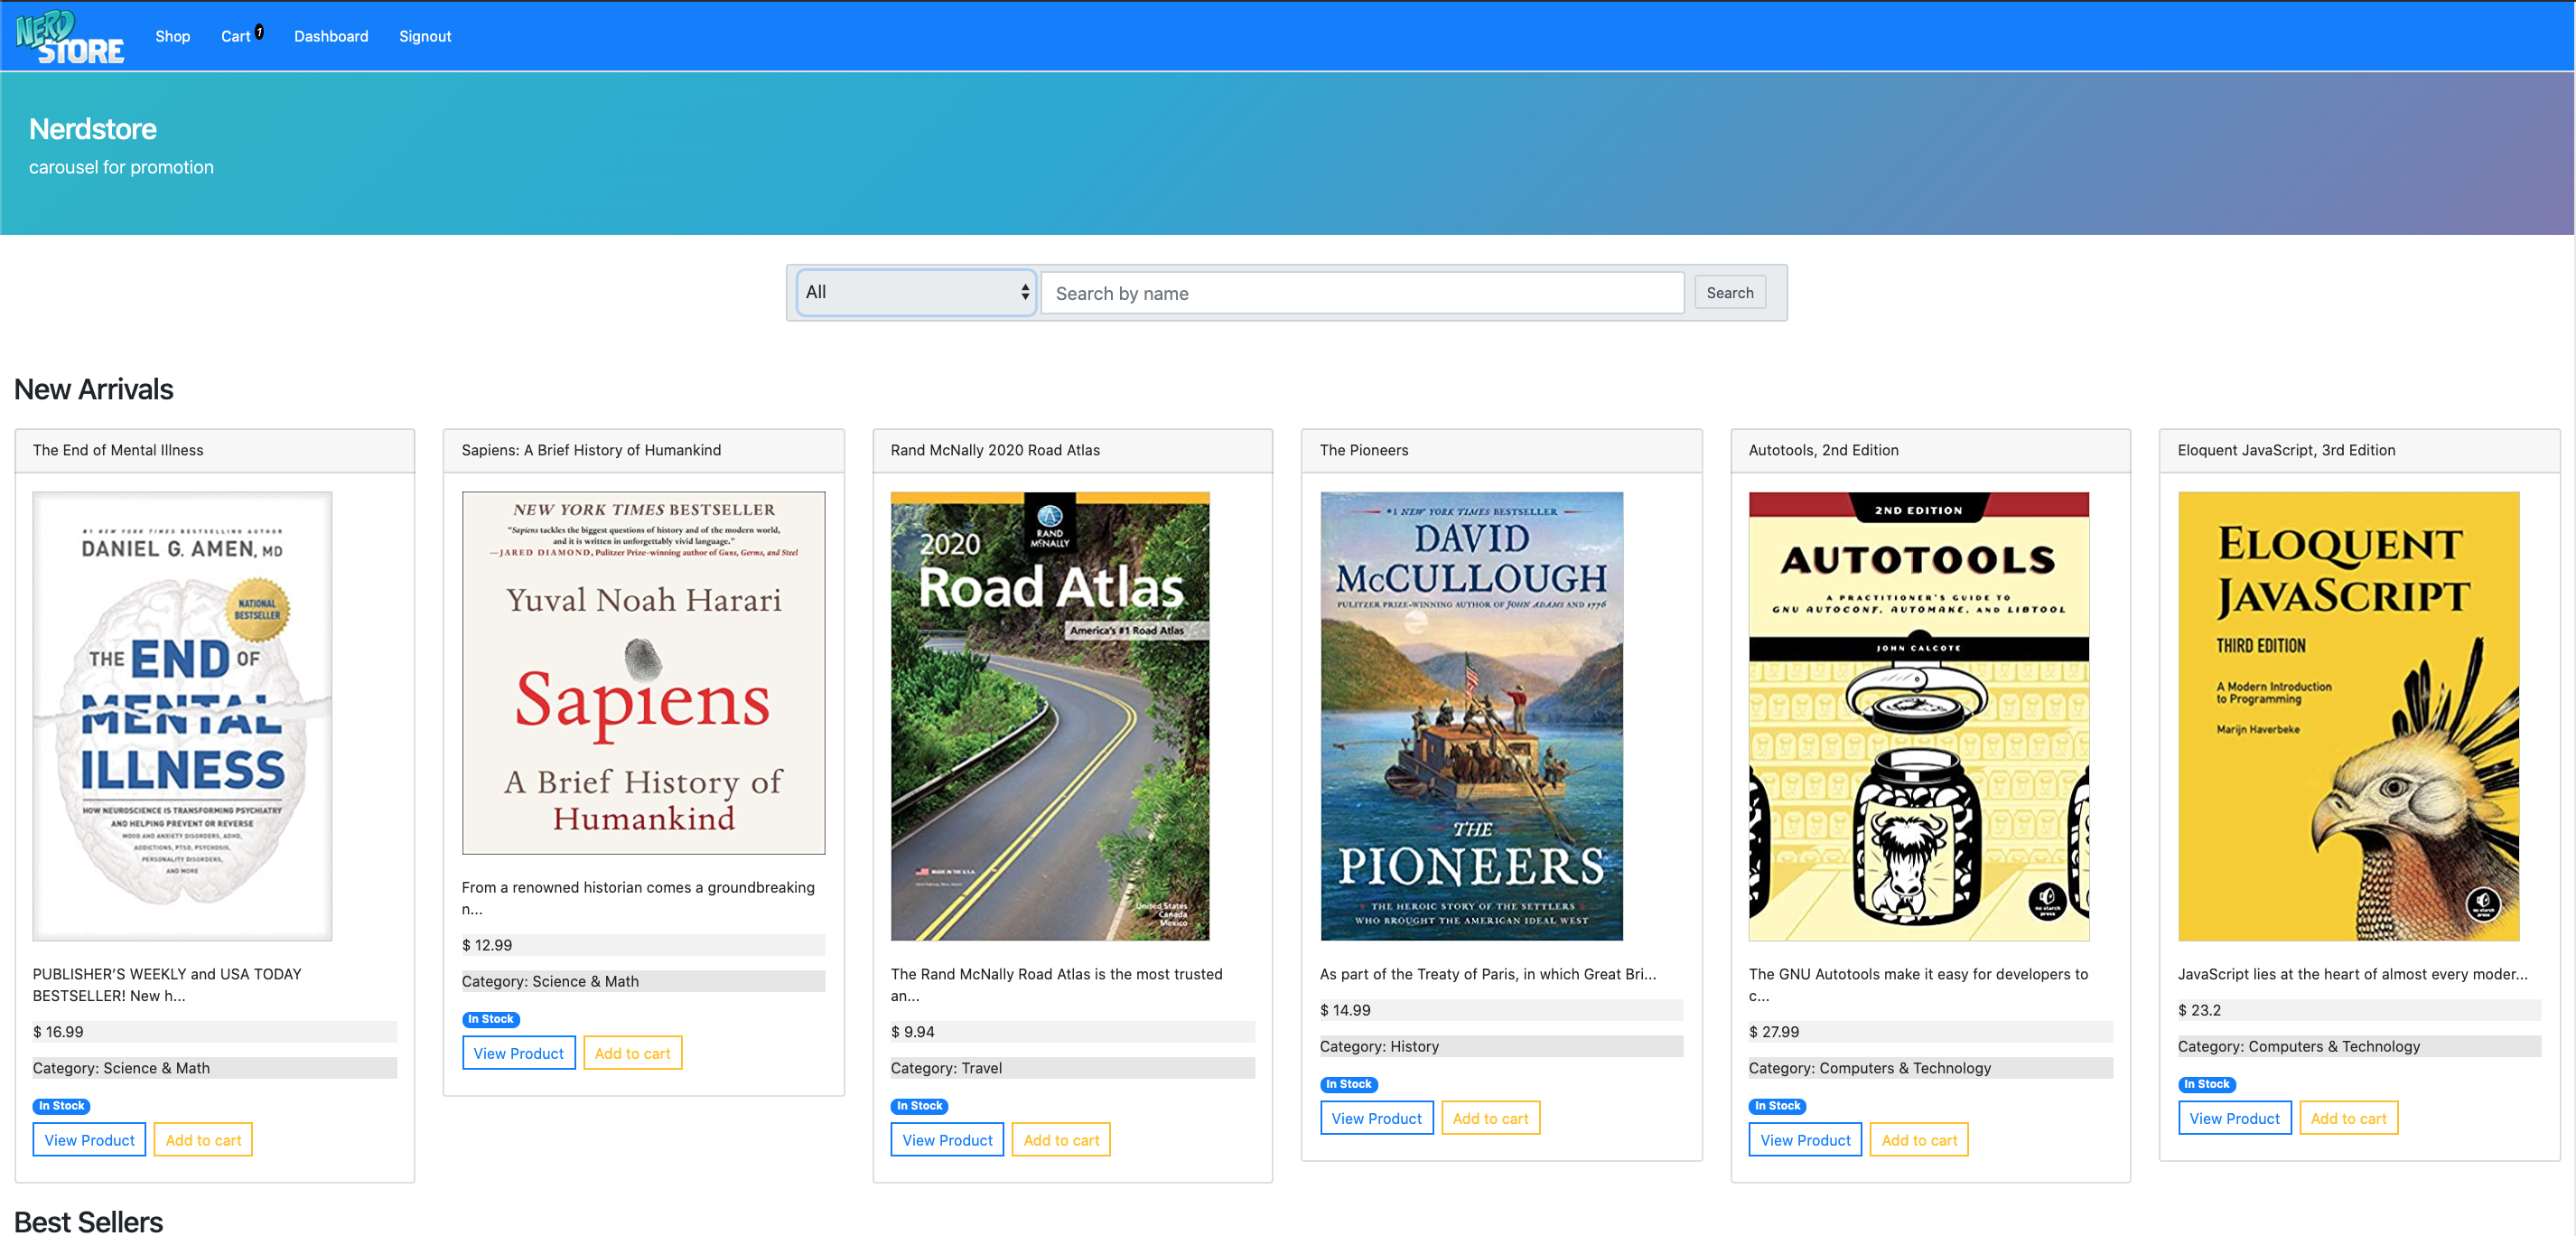 NERD
STORE
Shop
Cart 1
Dashboard
Signout
Nerdstore
carousel for promotion
All
Search by name
Search
New Arrivals
The End of Mental Illness
#1 NEW YORK TIMES BESTSELLING AUTHOR
DANIEL G. AMEN, MD
NATIONAL
BESTSELLER
THE END OF
MENTAL
ILLNESS
HOW NEUROSCIENCE IS TRANSFORMING PSYCHIATRY
AND HELPING PREVENT OR REVERSE
MOOD AND ANXIETY DISORDERS, ADHD,
ADDICTIONS, PTSD, PSYCHOSIS,
PERSONALITY DISORDERS,
AND MORE
PUBLISHER’S WEEKLY and USA TODAY
BESTSELLER! New h...
$ 16.99
Category: Science & Math
In Stock
View Product
Add to cart
Sapiens: A Brief History of Humankind
NEW YORK TIMES BESTSELLER
“Sapiens tackles the biggest questions of history and of the modern world,
and it is written in unforgettably vivid language.”
—JARED DIAMOND, Pulitzer Prize–winning author of Guns, Germs, and Steel
Yuval Noah Harari
Sapiens
A Brief History of
Humankind
From a renowned historian comes a groundbreaking
n...
$ 12.99
Category: Science & Math
In Stock
View Product
Add to cart
Rand McNally 2020 Road Atlas
RAND
McNALLY
2020
Road Atlas
America's #1 Road Atlas
MADE IN THE U.S.A.
United States
Canada
Mexico
The Rand McNally Road Atlas is the most trusted
an...
$ 9.94
Category: Travel
In Stock
View Product
Add to cart
The Pioneers
#1 NEW YORK TIMES BESTSELLER
DAVID
McCULLOUGH
PULITZER PRIZE–WINNING AUTHOR OF JOHN ADAMS AND 1776
THE
PIONEERS
THE HEROIC STORY OF THE SETTLERS
WHO BROUGHT THE AMERICAN IDEAL WEST
As part of the Treaty of Paris, in which Great Bri...
$ 14.99
Category: History
In Stock
View Product
Add to cart
Autotools, 2nd Edition
2ND EDITION
AUTOTOOLS
A PRACTITIONER'S GUIDE TO
GNU AUTOCONF, AUTOMAKE, AND LIBTOOL
JOHN CALCOTE
no starch
press
The GNU Autotools make it easy for developers to
c...
$ 27.99
Category: Computers & Technology
In Stock
View Product
Add to cart
Eloquent JavaScript, 3rd Edition
ELOQUENT
JAVASCRIPT
THIRD EDITION
A Modern Introduction
to Programming
Marijn Haverbeke
no starch
press
JavaScript lies at the heart of almost every moder...
$ 23.2
Category: Computers & Technology
In Stock
View Product
Add to cart
Best Sellers